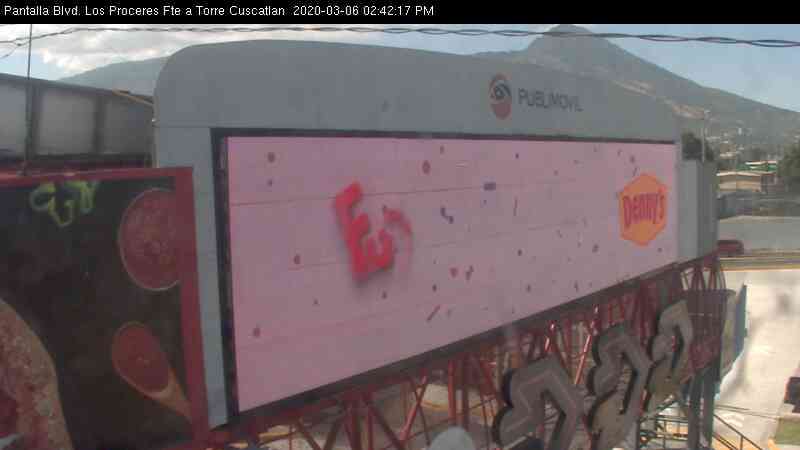 Pantalla Blvd. Los Proceres Fte a Torre Cuscatlan 2020-03-06 02:42:17 PM
PUBLIMOVIL
DENNY'S